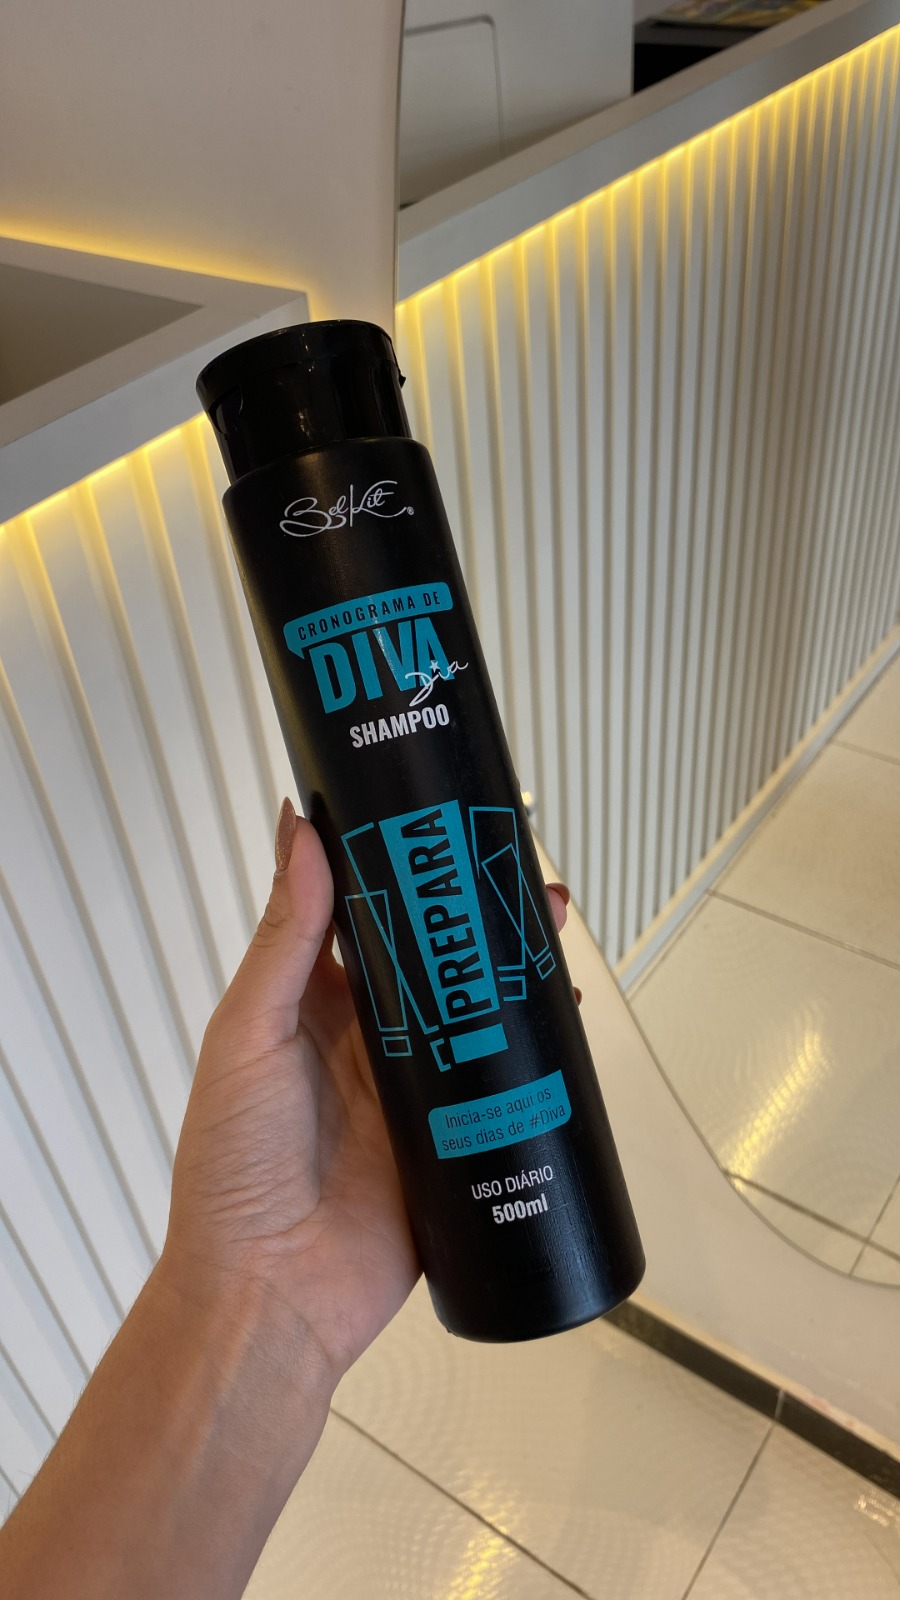 BelKit®
CRONOGRAMA DE
DIVA
Dia
SHAMPOO
PREPARA
Inicia-se aqui os
seus dias de #Diva
USO DIÁRIO
500ml